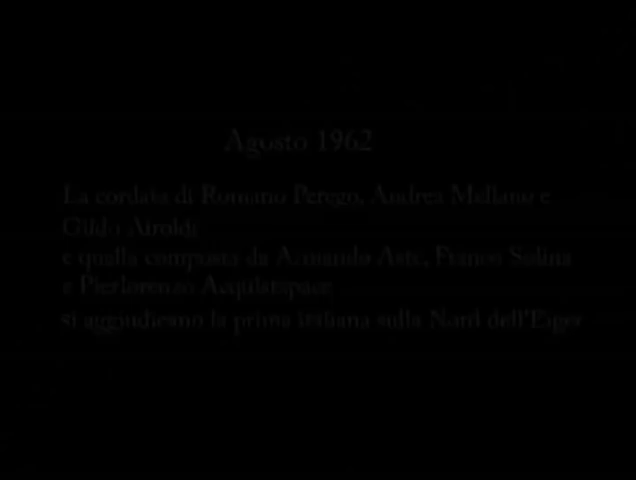 Agosto 1962
La cordata di Romano Perego, Andrea Mellano e
Gildo Airoldi
e quella composta da Armando Aste, Franco Solina
e Pierlorenzo Acquistapace
si aggiudicano la prima italiana sulla Nord dell'Eiger